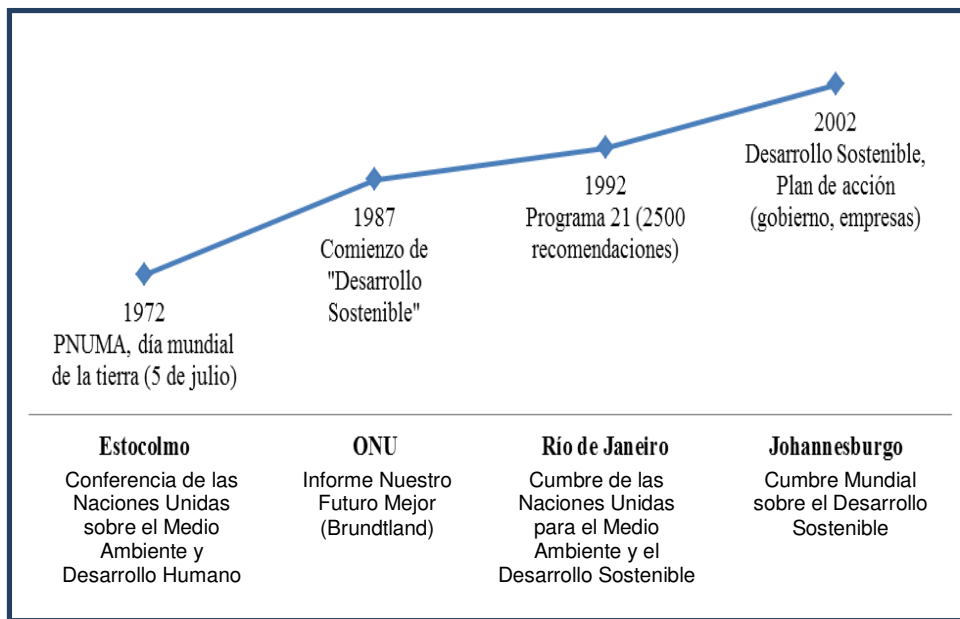 1972
PNUMA, día mundial
de la tierra (5 de julio)
1987
Comienzo de
"Desarrollo
Sostenible"
1992
Programa 21 (2500
recomendaciones)
2002
Desarrollo Sostenible,
Plan de acción
(gobierno, empresas)
Estocolmo
Conferencia de las
Naciones Unidas
sobre el Medio
Ambiente y
Desarrollo Humano
ONU
Informe Nuestro
Futuro Mejor
(Brundtland)
Río de Janeiro
Cumbre de las
Naciones Unidas
para el Medio
Ambiente y el
Desarrollo Sostenible
Johannesburgo
Cumbre Mundial
sobre el Desarrollo
Sostenible